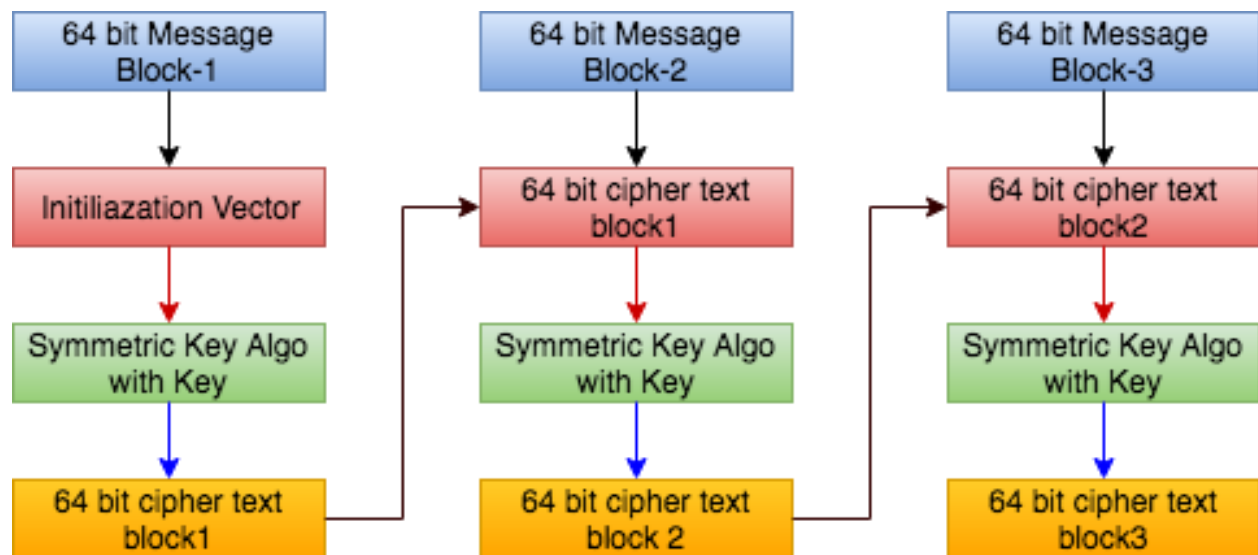 64 bit Message
Block-1
64 bit Message
Block-2
64 bit Message
Block-3
Initiliazation Vector
64 bit cipher text
block1
64 bit cipher text
block2
Symmetric Key Algo
with Key
Symmetric Key Algo
with Key
Symmetric Key Algo
with Key
64 bit cipher text
block1
64 bit cipher text
block 2
64 bit cipher text
block3